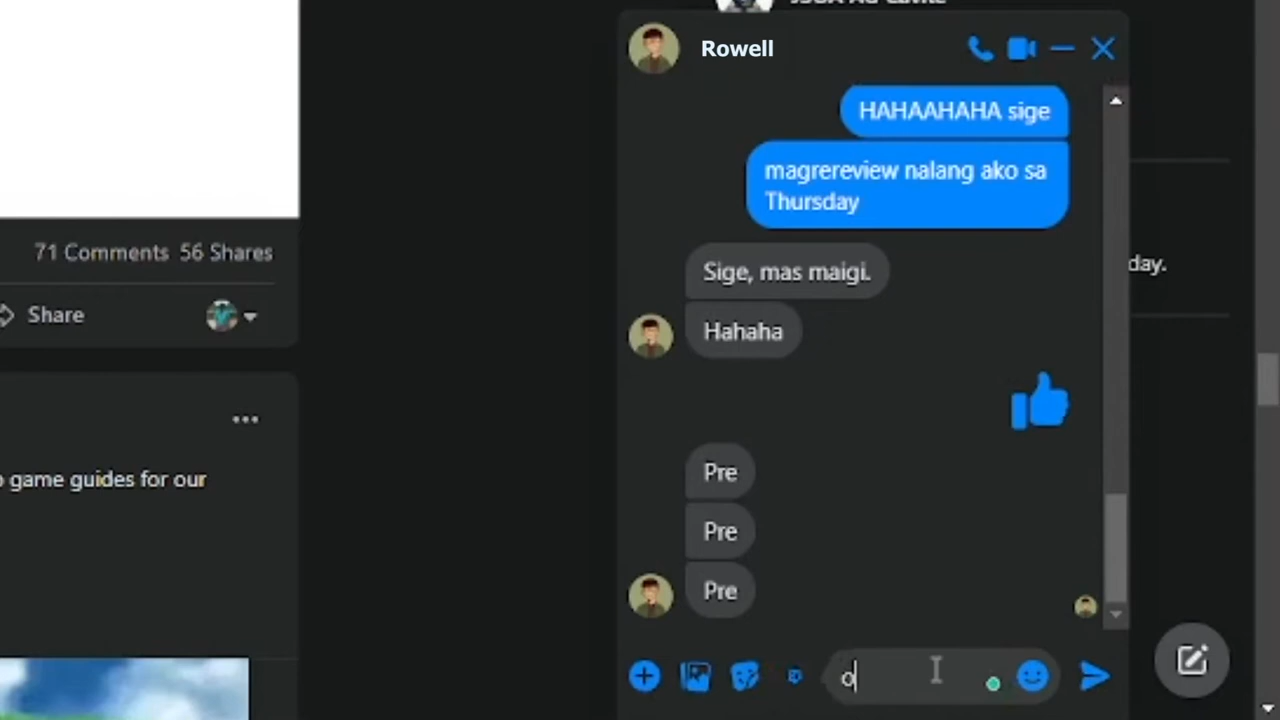 Rowell
HAHAAHAHA sige
magrereview nalang ako sa
Thursday
Sige, mas maigi.
Hahaha
Pre
Pre
Pre
o
71 Comments 56 Shares
Share
game guides for our
day.